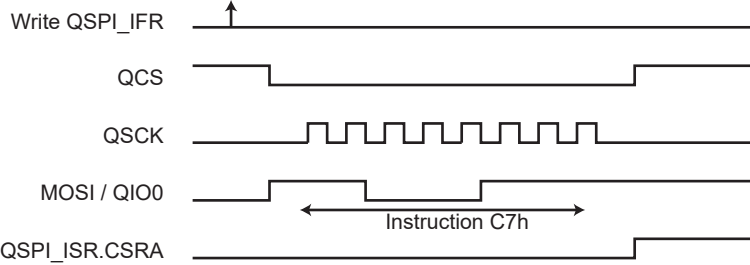 Write QSPI_IFR
QCS
QSCK
MOSI / QIO0
Instruction C7h
QSPI_ISR.CSRA